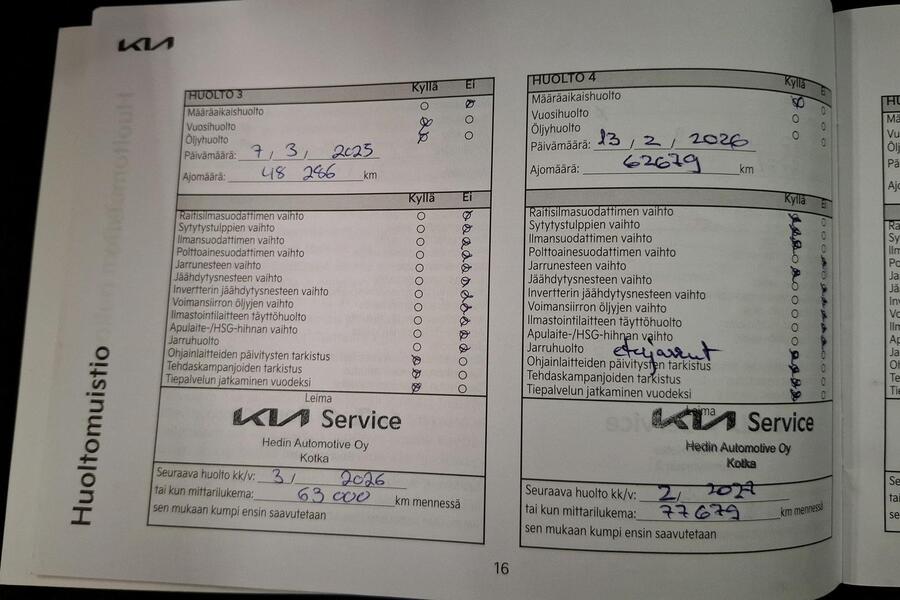 KIA
Huoltomuistio
HUOLTO 3 Kyllä Ei
Määräaikaishuolto
Vuosihuolto
Öljyhuolto
Päivämäärä: 7, 3, 2025
Ajomäärä: 48 286 km
Kyllä Ei
Raitisilmasuodattimen vaihto
Sytytystulppien vaihto
Ilmansuodattimen vaihto
Polttoainesuodattimen vaihto
Jarrunesteen vaihto
Jäähdytysnesteen vaihto
Invertterin jäähdytysnesteen vaihto
Voimansiirron öljyjen vaihto
Ilmastointilaitteen täyttöhuolto
Apulaite-/HSG-hihnan vaihto
Jarruhuolto
Ohjainlaitteiden päivitysten tarkistus
Tehdaskampanjoiden tarkistus
Tiepalvelun jatkaminen vuodeksi
Leima
KIA Service
Hedin Automotive Oy
Kotka
Seuraava huolto kk/v: 3, 2026
tai kun mittarilukema: 63 000 km mennessä
sen mukaan kumpi ensin saavutetaan
HUOLTO 4 Kyllä Ei
Määräaikaishuolto
Vuosihuolto
Öljyhuolto
Päivämäärä: 13, 2, 2026
Ajomäärä: 62679 km
Kyllä Ei
Raitisilmasuodattimen vaihto
Sytytystulppien vaihto
Ilmansuodattimen vaihto
Polttoainesuodattimen vaihto
Jarrunesteen vaihto
Jäähdytysnesteen vaihto
Invertterin jäähdytysnesteen vaihto
Voimansiirron öljyjen vaihto
Ilmastointilaitteen täyttöhuolto
Apulaite-/HSG-hihnan vaihto
Jarruhuolto etujarrut
Ohjainlaitteiden päivitysten tarkistus
Tehdaskampanjoiden tarkistus
Tiepalvelun jatkaminen vuodeksi
Leima
KIA Service
Hedin Automotive Oy
Kotka
Seuraava huolto kk/v: 2, 2027
tai kun mittarilukema: 77679 km mennessä
sen mukaan kumpi ensin saavutetaan
16